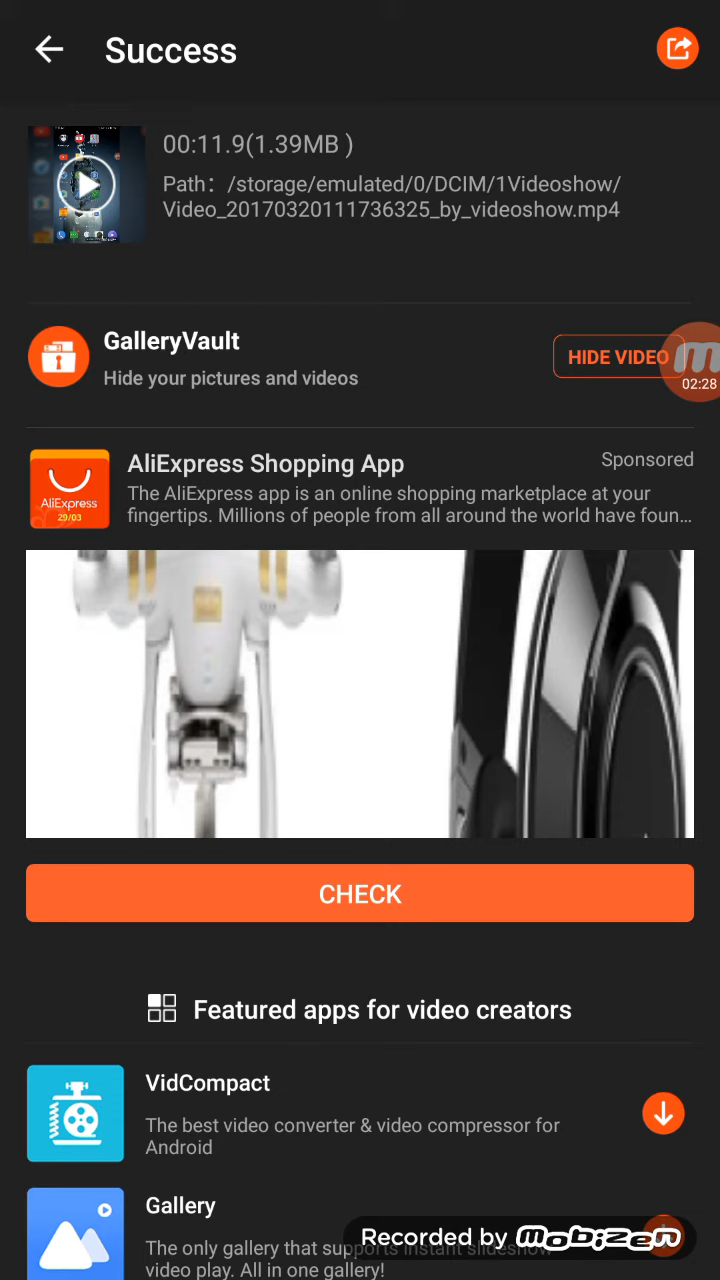 Success
00:11.9(1.39MB )
Path: /storage/emulated/0/DCIM/1Videoshow/
Video_20170320111736325_by_videoshow.mp4
GalleryVault
Hide your pictures and videos
HIDE VIDEO
02:28
AliExpress Shopping App
Sponsored
The AliExpress app is an online shopping marketplace at your
fingertips. Millions of people from all around the world have foun...
AliExpress
29/03
CHECK
Featured apps for video creators
VidCompact
The best video converter & video compressor for
Android
Gallery
The only gallery that supports instant slideshow
video play. All in one gallery!
Recorded by mobizen